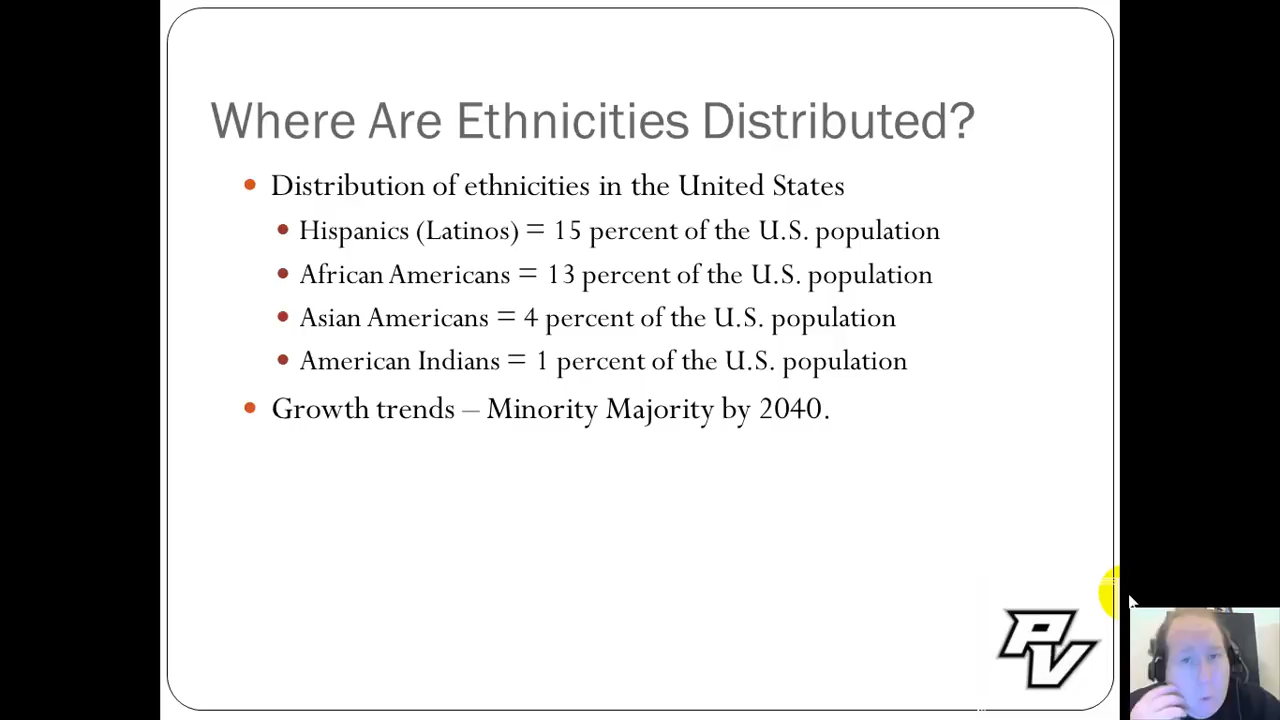 Where Are Ethnicities Distributed?
Distribution of ethnicities in the United States
Hispanics (Latinos) = 15 percent of the U.S. population
African Americans = 13 percent of the U.S. population
Asian Americans = 4 percent of the U.S. population
American Indians = 1 percent of the U.S. population
Growth trends – Minority Majority by 2040.
PV